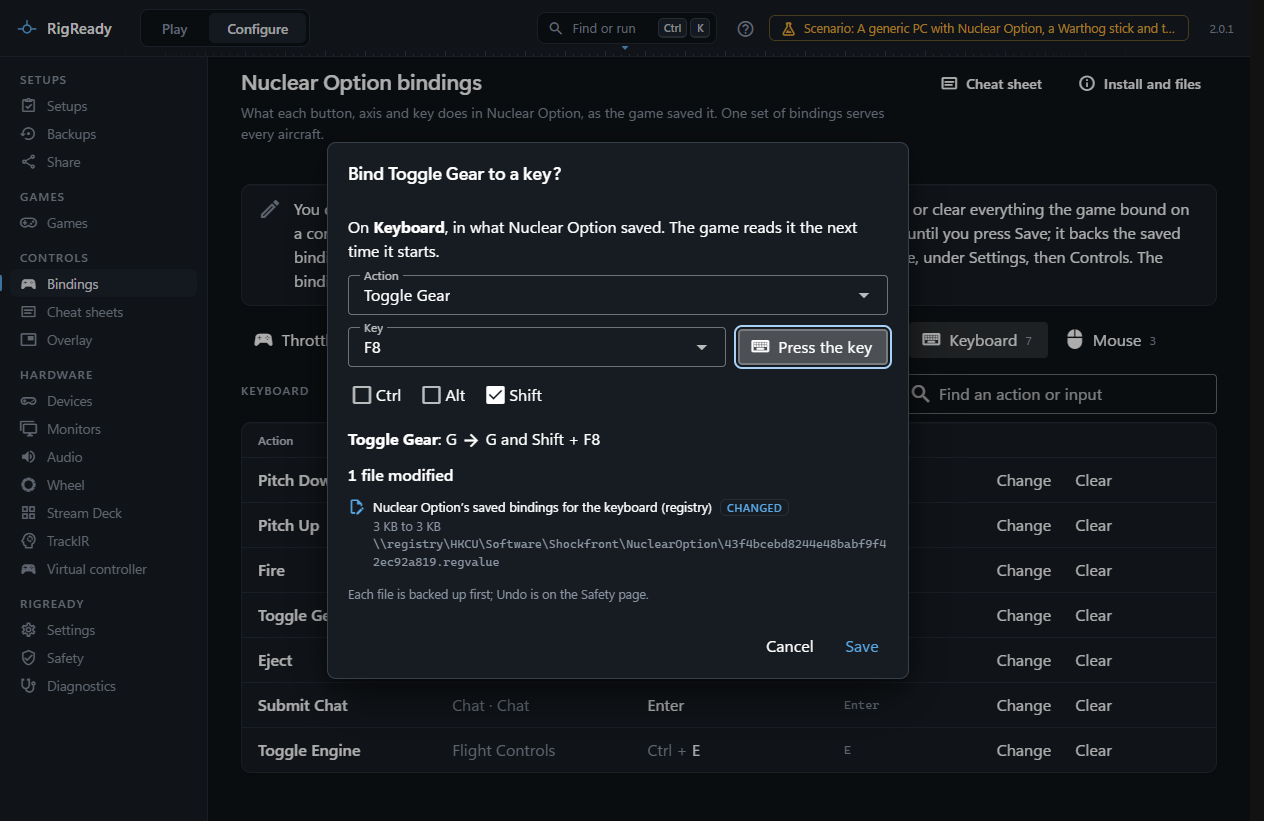 RigReady
Play
Configure
Find or run
Ctrl
K
Scenario: A generic PC with Nuclear Option, a Warthog stick and t...
2.0.1
SETUPS
Setups
Backups
Share
GAMES
Games
CONTROLS
Bindings
Cheat sheets
Overlay
HARDWARE
Devices
Monitors
Audio
Wheel
Stream Deck
TrackIR
Virtual controller
RIGREADY
Settings
Safety
Diagnostics
Nuclear Option bindings
Cheat sheet
Install and files
What each button, axis and key does in Nuclear Option, as the game saved it. One set of bindings serves
every aircraft.
You
or clear everything the game bound on
a co
until you press Save; it backs the saved
bind
e, under Settings, then Controls. The
bindi
Thrott
Keyboard 7
Mouse 3
KEYBOARD
Find an action or input
Action
Pitch Dow
Change
Clear
Pitch Up
Change
Clear
Fire
Change
Clear
Toggle Ge
Change
Clear
Eject
Change
Clear
Submit Chat
Chat · Chat
Enter
Enter
Change
Clear
Toggle Engine
Flight Controls
Ctrl + E
E
Change
Clear
Bind Toggle Gear to a key?
On Keyboard, in what Nuclear Option saved. The game reads it the next
time it starts.
Action
Toggle Gear
Key
F8
Press the key
Ctrl
Alt
Shift
Toggle Gear: G → G and Shift + F8
1 file modified
Nuclear Option's saved bindings for the keyboard (registry)
CHANGED
3 KB to 3 KB
\\registry\HKCU\Software\Shockfront\NuclearOption\43f4bcebd8244e48babf9f4
2ec92a819.regvalue
Each file is backed up first; Undo is on the Safety page.
Cancel
Save